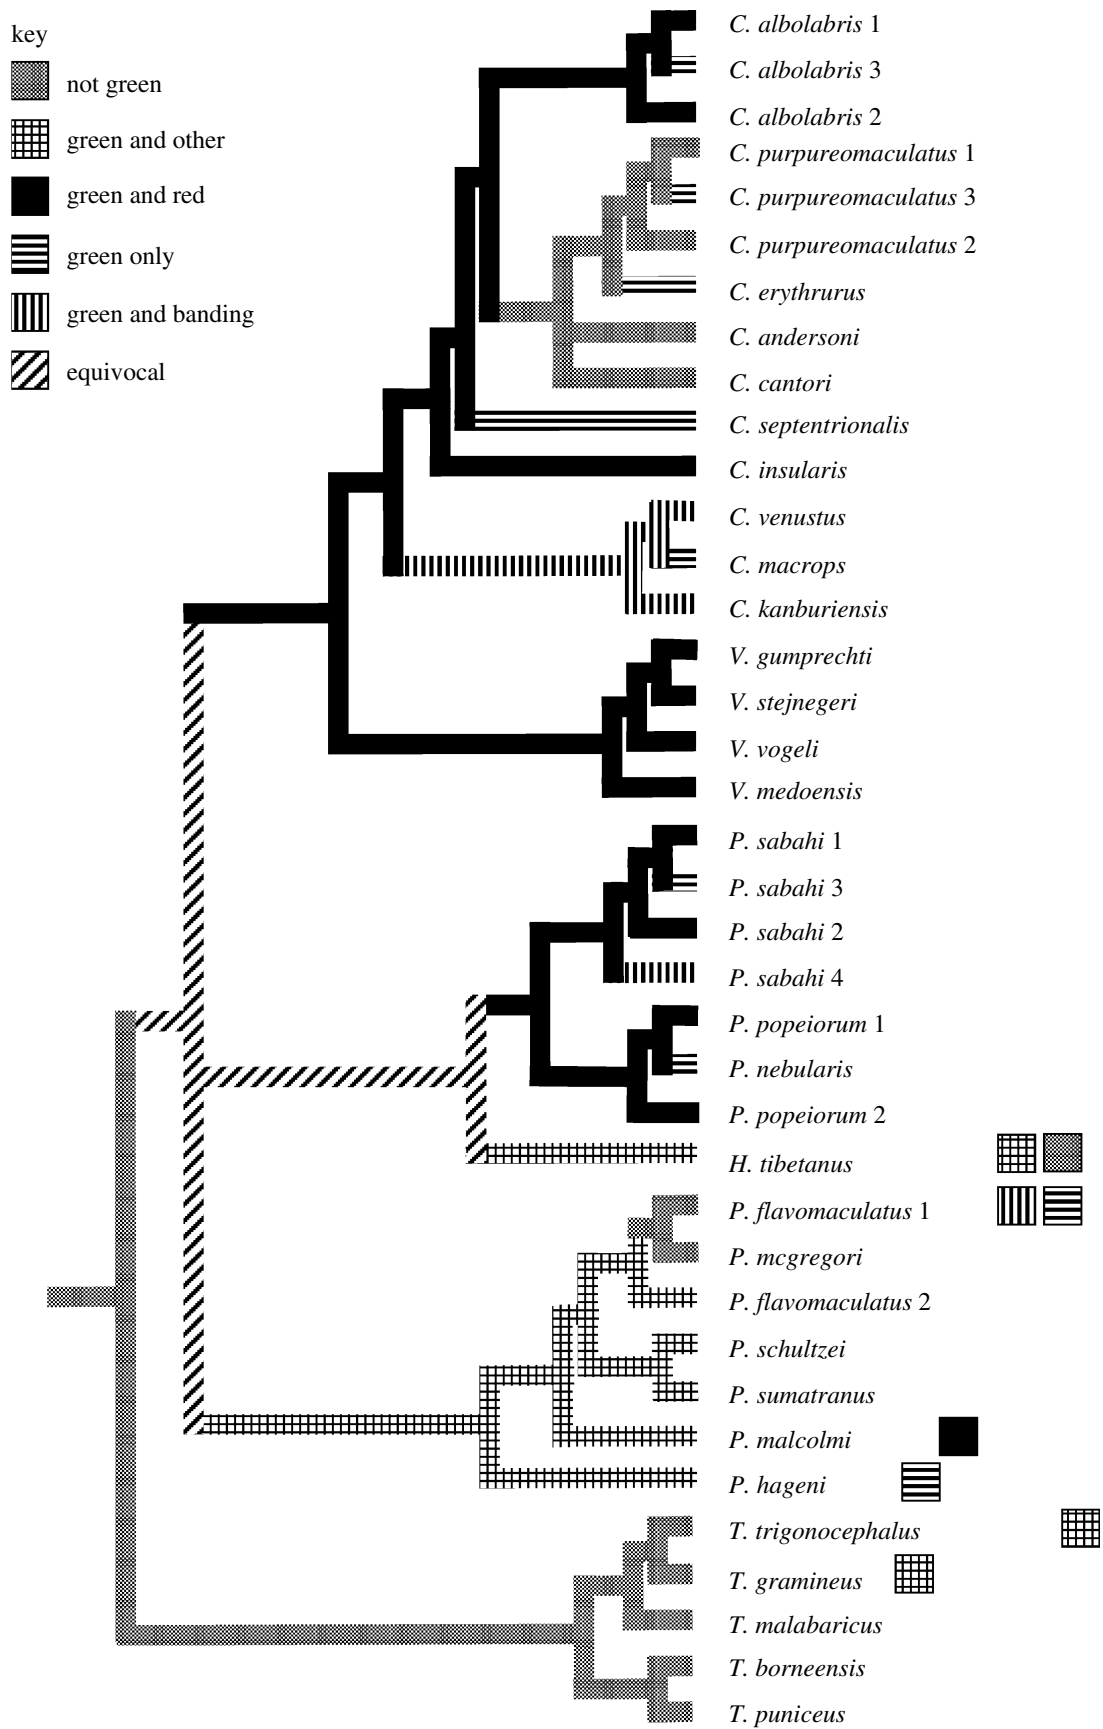 key
not green
green and other
green and red
green only
green and banding
equivocal
C. albolabris 1
C. albolabris 3
C. albolabris 2
C. purpureomaculatus 1
C. purpureomaculatus 3
C. purpureomaculatus 2
C. erythrurus
C. andersoni
C. cantori
C. septentrionalis
C. insularis
C. venustus
C. macrops
C. kanburiensis
V. gumprechti
V. stejnegeri
V. vogeli
V. medoensis
P. sabahi 1
P. sabahi 3
P. sabahi 2
P. sabahi 4
P. popeiorum 1
P. nebularis
P. popeiorum 2
H. tibetanus
P. flavomaculatus 1
P. mcgregori
P. flavomaculatus 2
P. schultzei
P. sumatranus
P. malcolmi
P. hageni
T. trigonocephalus
T. gramineus
T. malabaricus
T. borneensis
T. puniceus